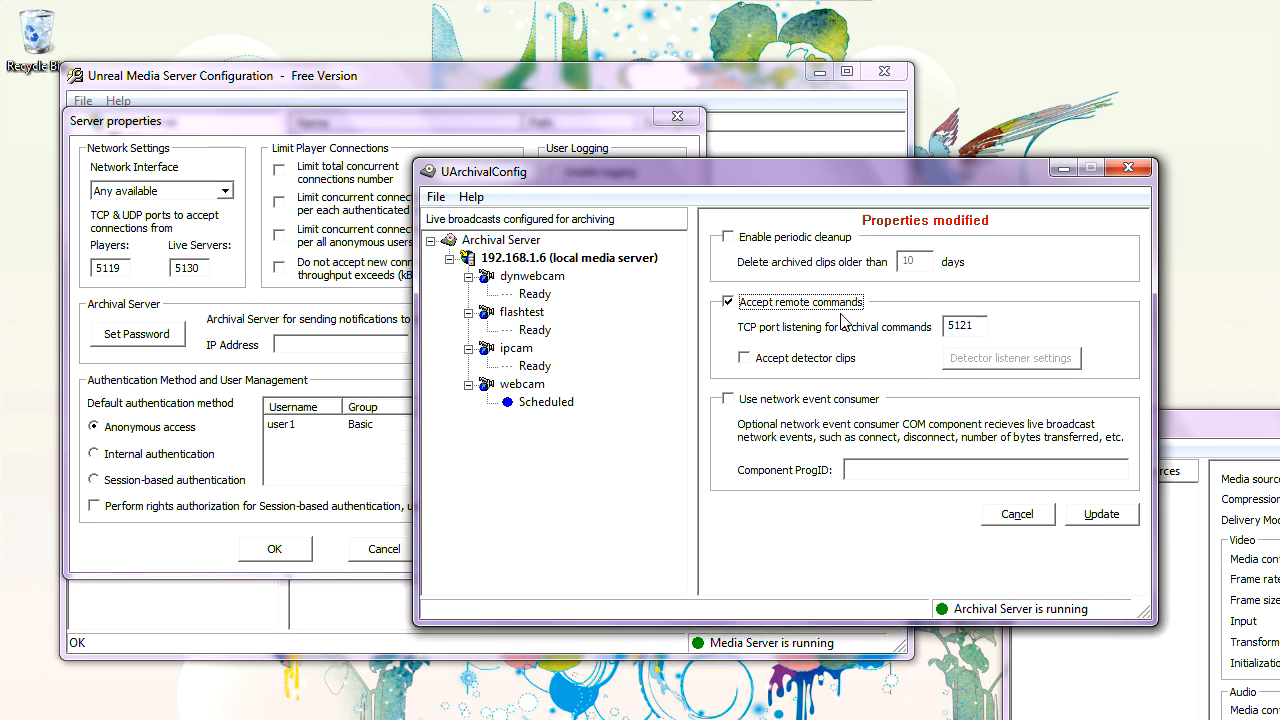 Recycle Bi
Unreal Media Server Configuration - Free Version
File Help
Server properties
Network Settings
Network Interface
Any available
TCP & UDP ports to accept
connections from
Players:
Live Servers:
5119
5130
Limit Player Connections
Limit total concurrent
connections number
Limit concurrent connec
per each authenticated
Limit concurrent connec
per all anonymous users
Do not accept new con
throughput exceeds (kB
User Logging
Archival Server
Set Password
Archival Server for sending notifications to
IP Address
Authentication Method and User Management
Default authentication method
Anonymous access
Internal authentication
Session-based authentication
Username Group
user1 Basic
Perform rights authorization for Session-based authentication, u
OK
Cancel
OK
Media Server is running
UArchivalConfig
File Help
Live broadcasts configured for archiving
Archival Server
192.168.1.6 (local media server)
dynwebcam
Ready
flashtest
Ready
ipcam
Ready
webcam
Scheduled
Properties modified
Enable periodic cleanup
Delete archived clips older than 10 days
Accept remote commands
TCP port listening for archival commands 5121
Accept detector clips
Detector listener settings
Use network event consumer
Optional network event consumer COM component recieves live broadcast
network events, such as connect, disconnect, number of bytes transferred, etc.
Component ProgID:
Cancel
Update
Archival Server is running
rces
Media sourc
Compression
Delivery Mod
Video
Media cont
Frame rate
Frame size
Input
Transform
Initializatio
Audio
Media cont